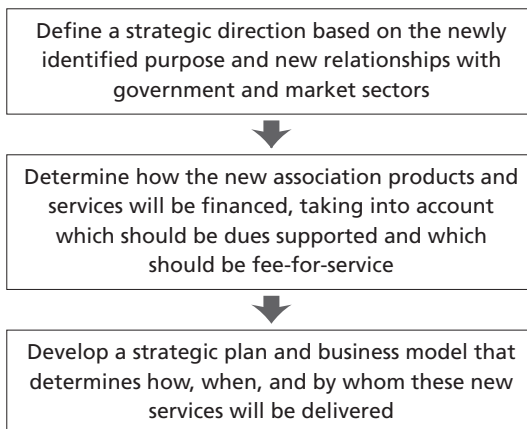 Define a strategic direction based on the newly
identified purpose and new relationships with
government and market sectors
Determine how the new association products and
services will be financed, taking into account
which should be dues supported and which
should be fee-for-service
Develop a strategic plan and business model that
determines how, when, and by whom these new
services will be delivered